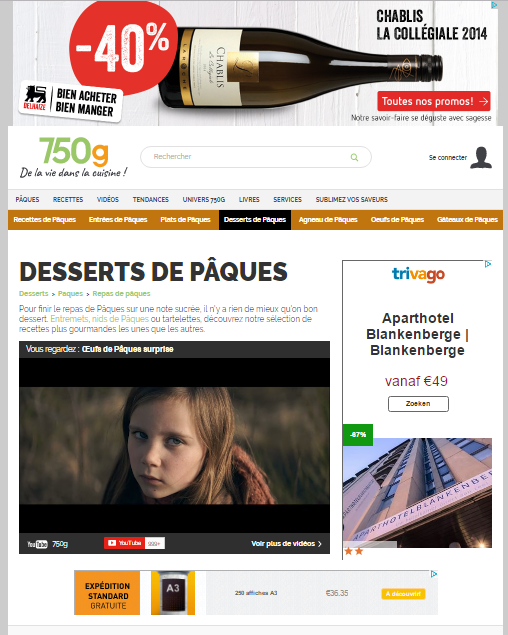 -40%
CHABLIS
LA COLLÉGIALE 2014
CHABLIS
DELHAIZE
BIEN ACHETER
BIEN MANGER
Toutes nos promos!
Notre savoir-faire se déguste avec sagesse
750g
De la vie dans la cuisine !
Rechercher
Se connecter
PÂQUES RECETTES VIDÉOS TENDANCES UNIVERS 750G LIVRES SERVICES SUBLIMEZ VOS SAVEURS
Recettes de Pâques Entrées de Pâques Plats de Pâques Desserts de Pâques Agneau de Pâques Oeufs de Pâques Gâteaux de Pâques
DESSERTS DE PÂQUES
Desserts > Paques > Repas de pâques
Pour finir le repas de Pâques sur une note sucrée, il n'y a rien de mieux qu'on bon
dessert. Entremets, nids de Pâques ou tartelettes, découvrez notre sélection de
recettes plus gourmandes les unes que les autres.
Vous regardez : Œufs de Pâques surprise
YouTube 750g
YouTube 999+
Voir plus de vidéos >
trivago
Aparthotel
Blankenberge |
Blankenberge
vanaf €49
Zoeken
-67%
APARTHOTELBLANKENBERGE
EXPÉDITION
STANDARD
GRATUITE
A3
250 affiches A3
€36.35
À découvrir!